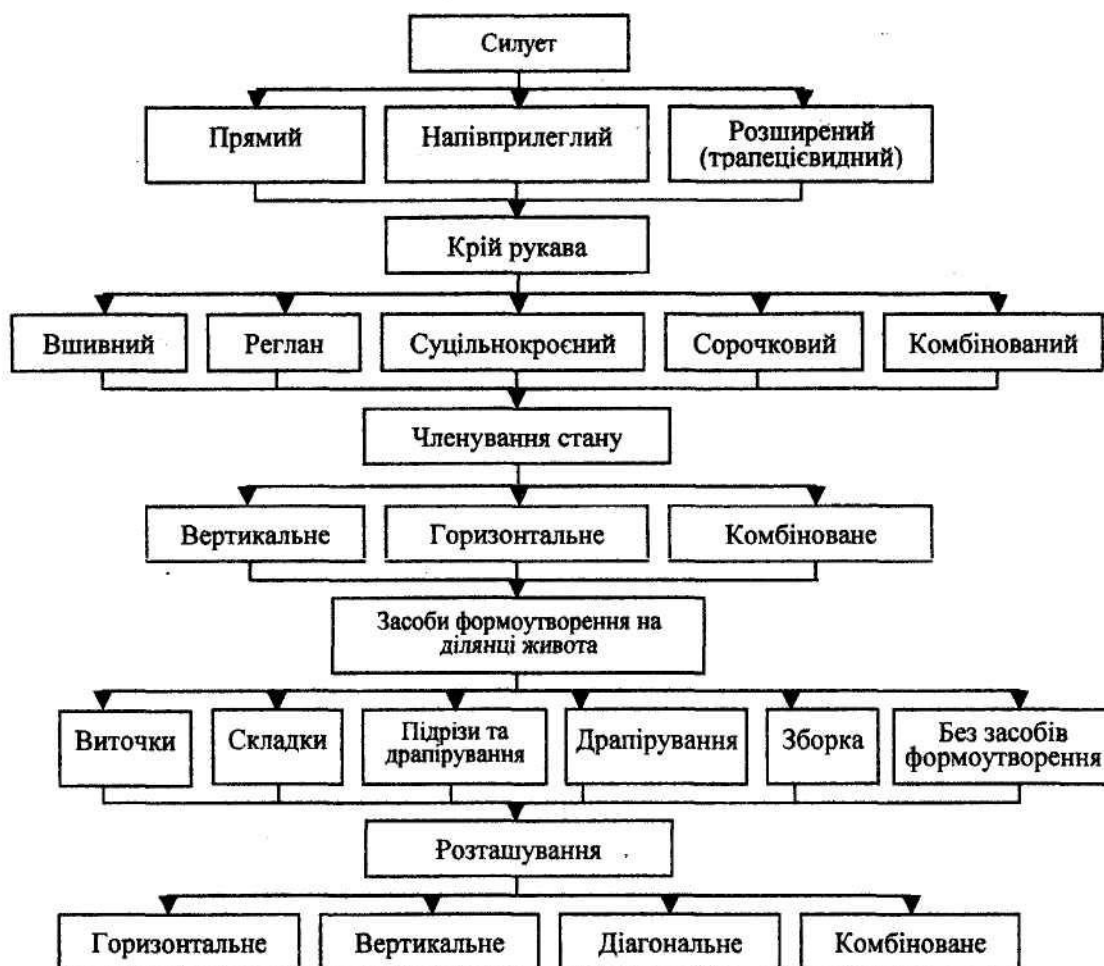 Силует
Прямий
Напівприлеглий
Розширений
(трапецієвидний)
Крій рукава
Вшивний
Реглан
Суцільнокроєний
Сорочковий
Комбінований
Членування стану
Вертикальне
Горизонтальне
Комбіноване
Засоби формоутворення на
ділянці живота
Виточки
Складки
Підрізи та
драпірування
Драпірування
Зборка
Без засобів
формоутворення
Розташування
Горизонтальне
Вертикальне
Діагональне
Комбіноване